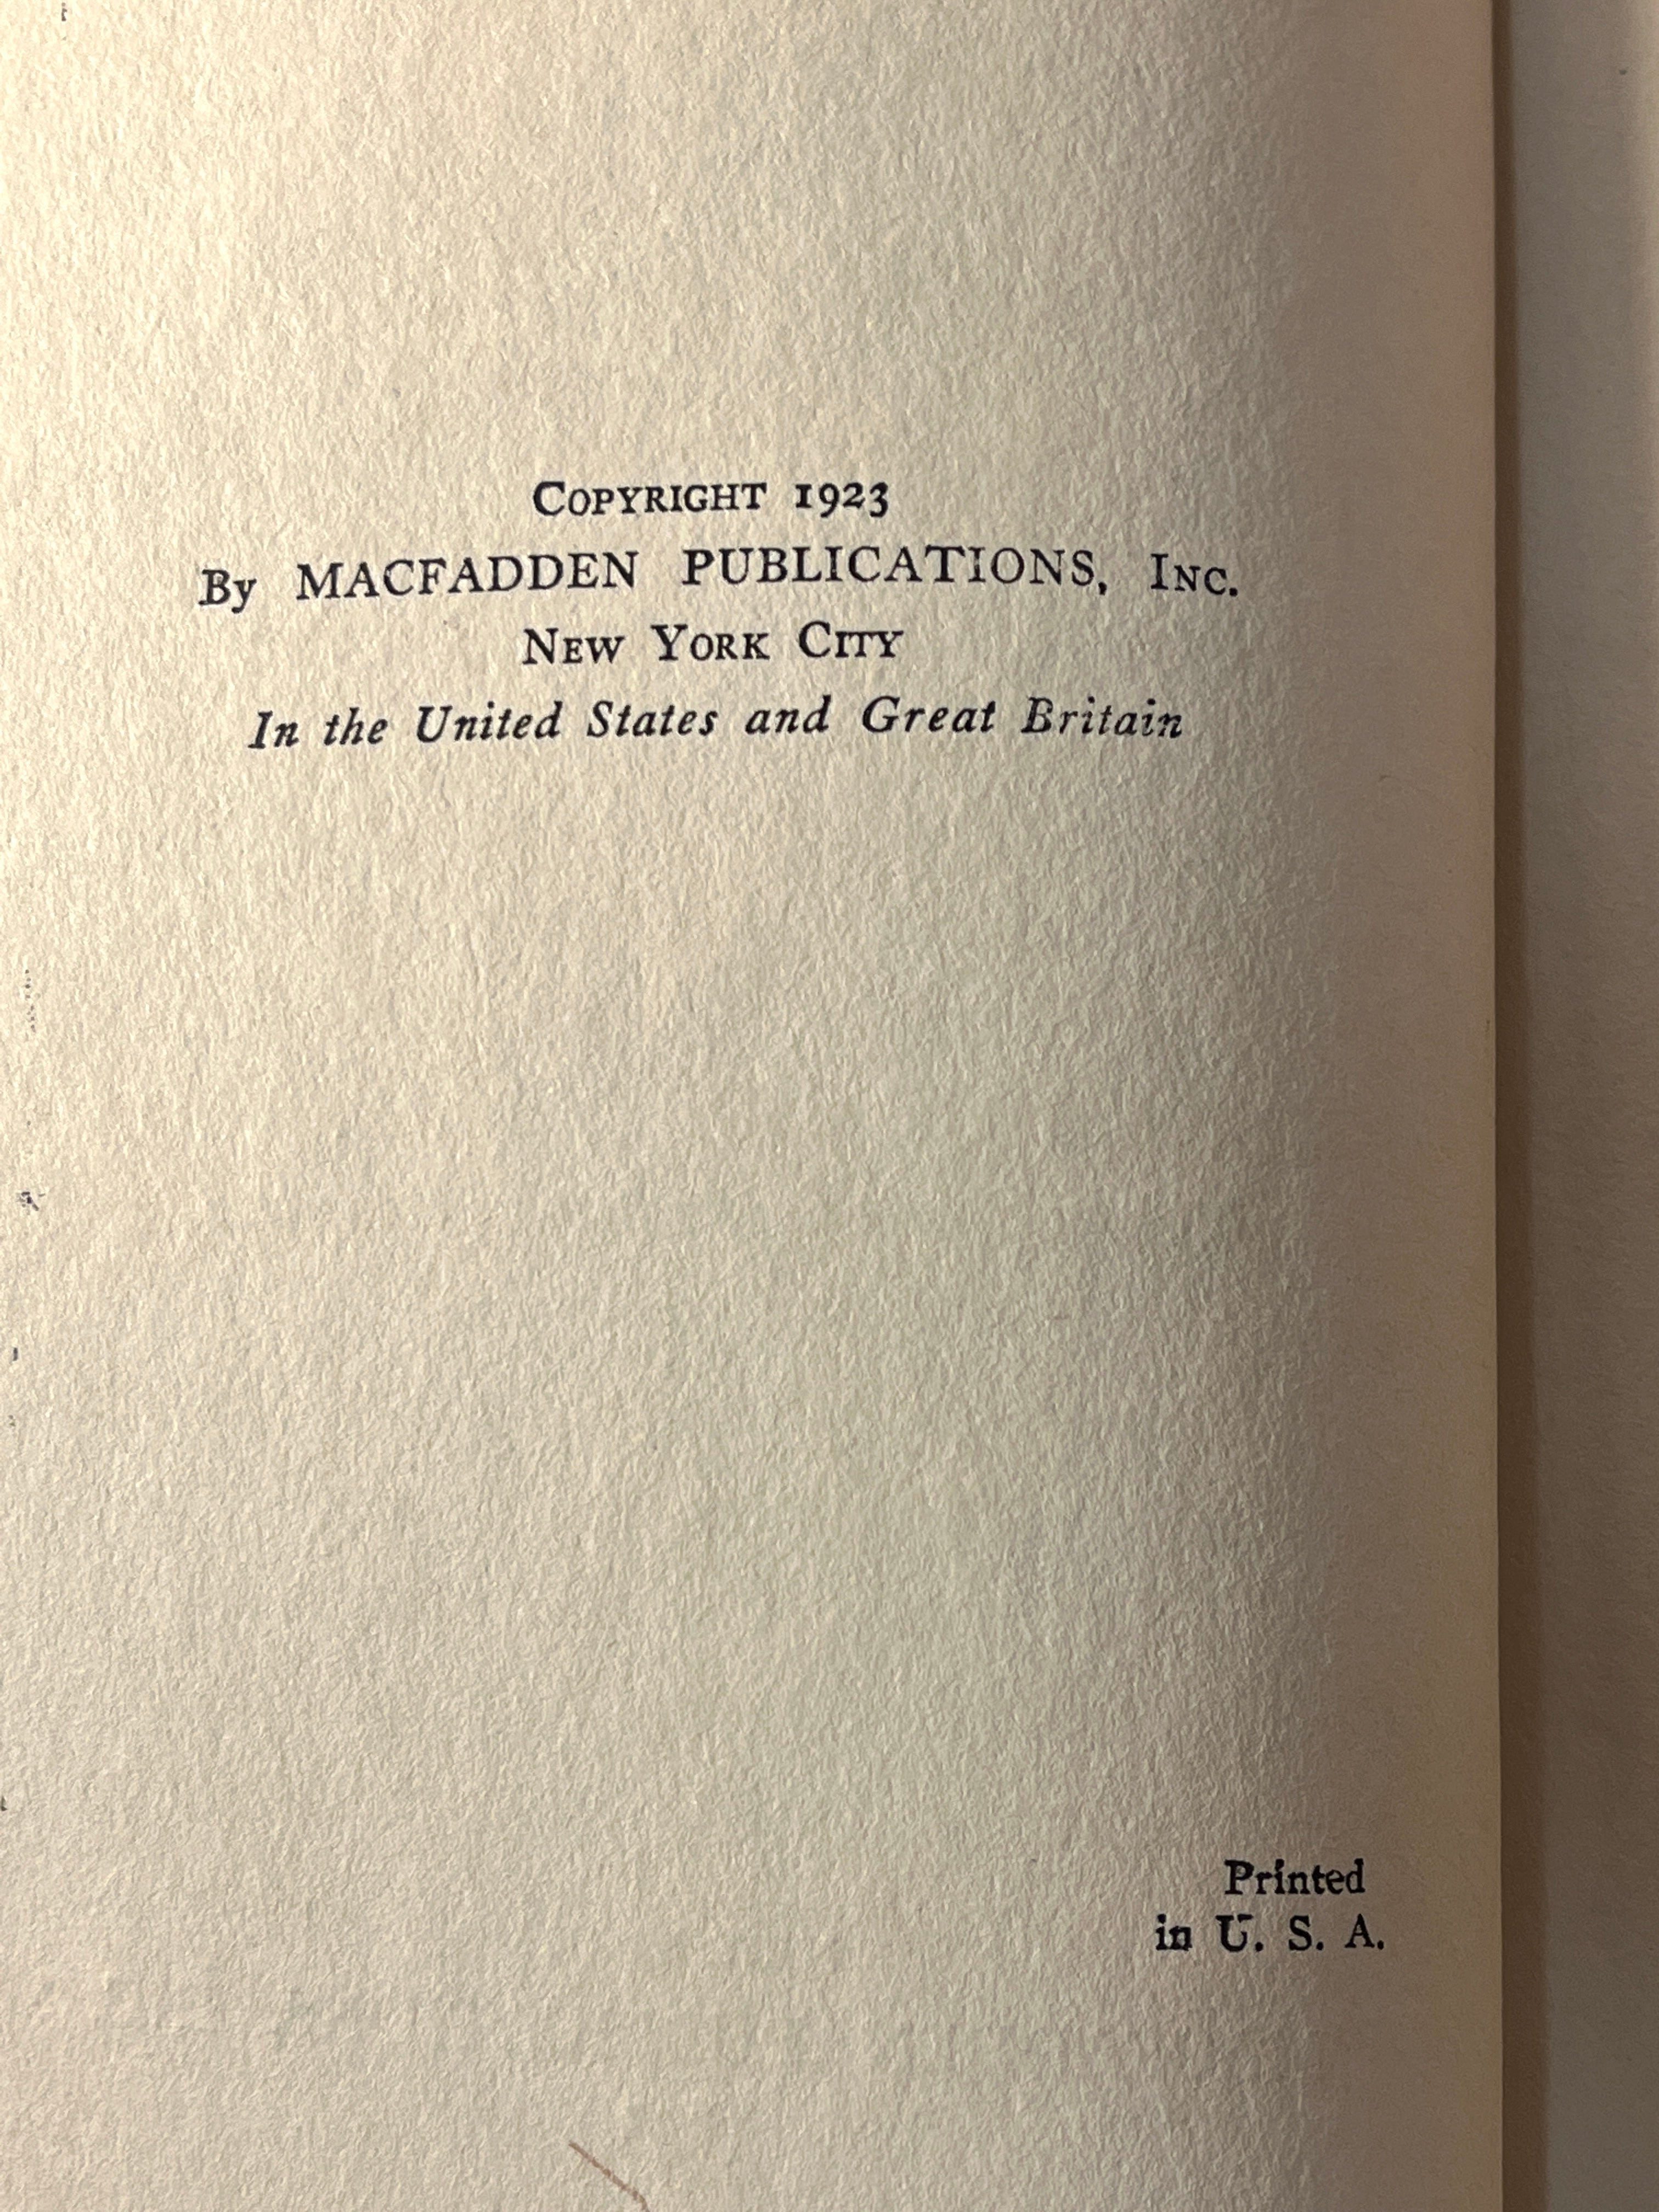 COPYRIGHT 1923
By MACFADDEN PUBLICATIONS, INC.
NEW YORK CITY
In the United States and Great Britain
Printed
in U. S. A.